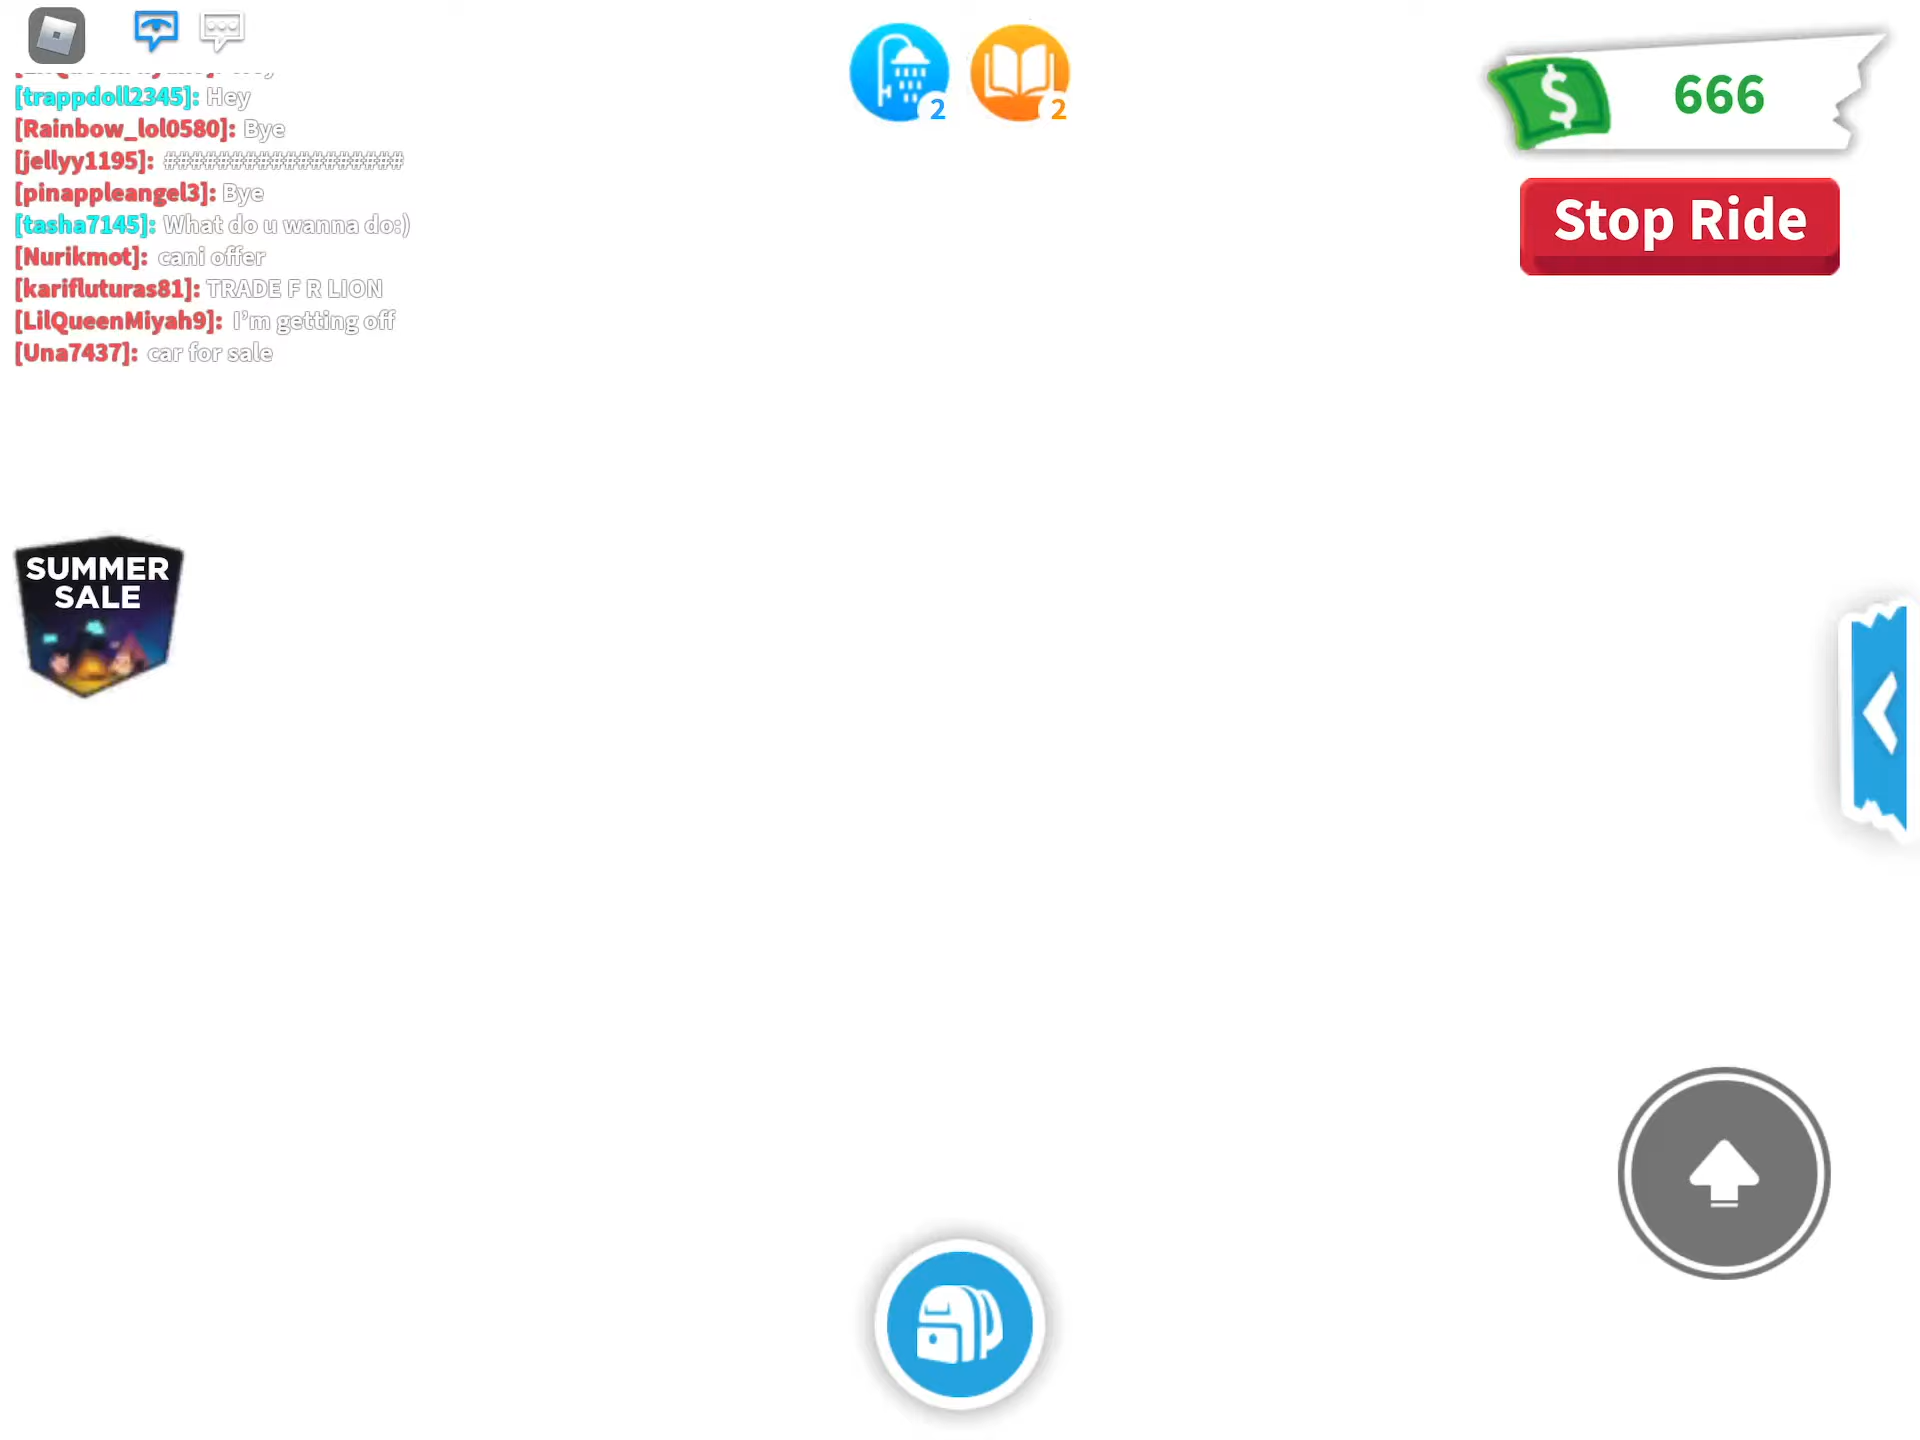 [trappdoll2345]: Hey
[Rainbow_lol0580]: Bye
[jellyy1195]: ##################
[pinappleangel3]: Bye
[tasha7145]: What do u wanna do:)
[Nurikmot]: cani offer
[karifluturas81]: TRADE F R LION
[LilQueenMiyah9]: I'm getting off
[Una7437]: car for sale
2
2
666
Stop Ride
SUMMER
SALE